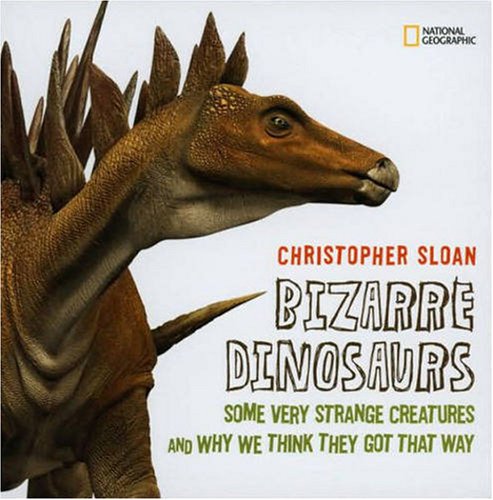 NATIONAL
GEOGRAPHIC
CHRISTOPHER SLOAN
BIZARRE
DINOSAURS
SOME VERY STRANGE CREATURES
AND WHY WE THINK THEY GOT THAT WAY